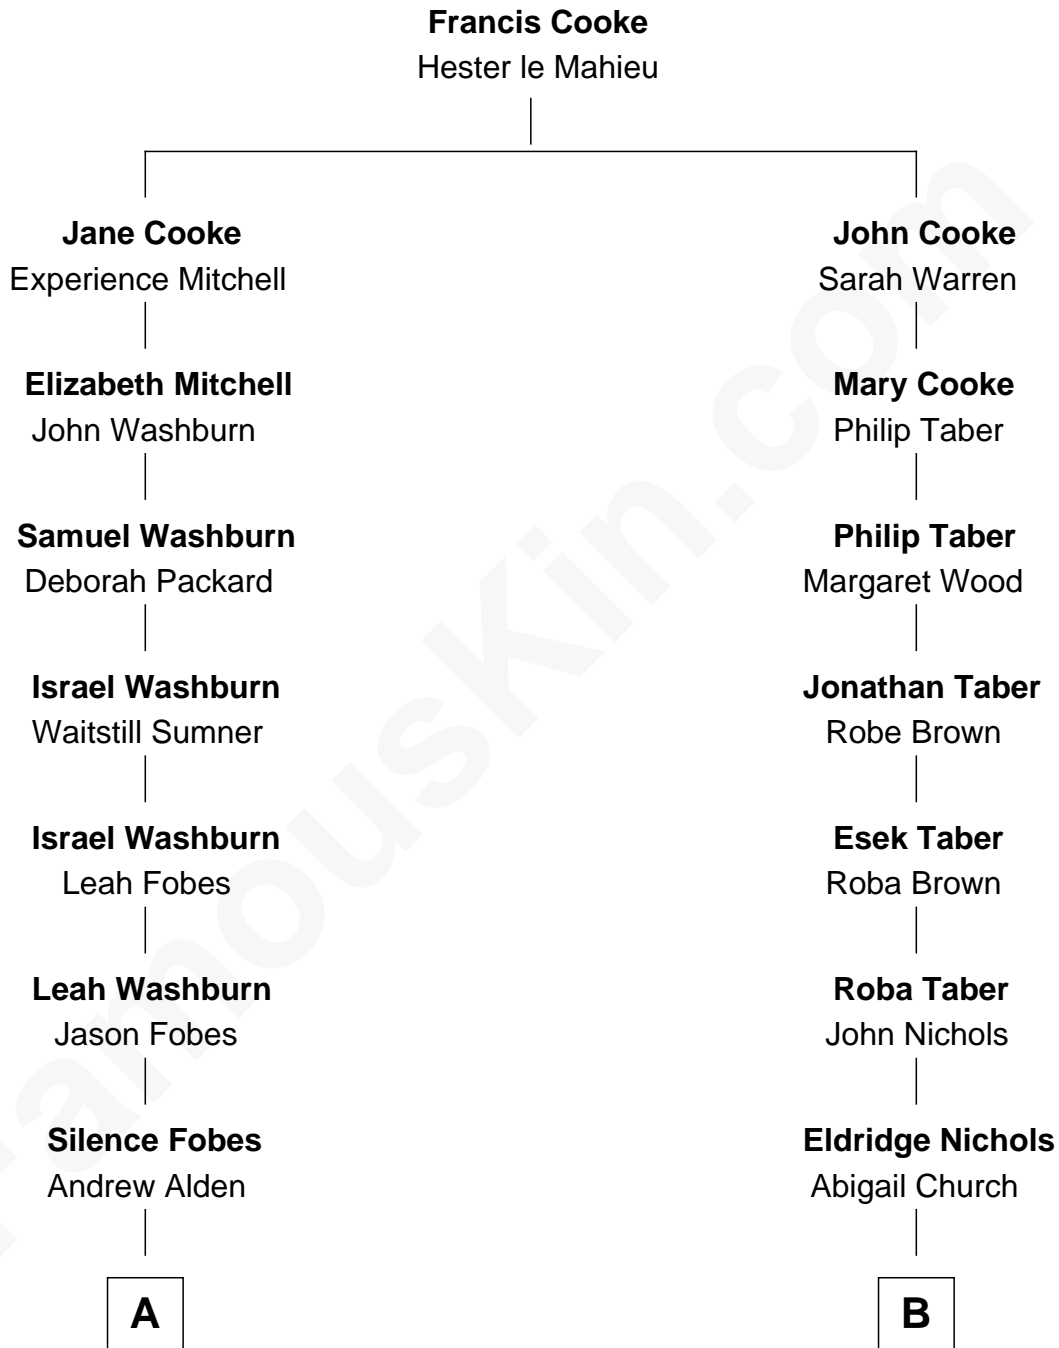 Francis Cooke
Hester le Mahieu
Jane Cooke
Experience Mitchell
Elizabeth Mitchell
John Washburn
Samuel Washburn
Deborah Packard
Israel Washburn
Waitstill Sumner
Israel Washburn
Leah Fobes
Leah Washburn
Jason Fobes
Silence Fobes
Andrew Alden
A
John Cooke
Sarah Warren
Mary Cooke
Philip Taber
Philip Taber
Margaret Wood
Jonathan Taber
Robe Brown
Esek Taber
Roba Brown
Roba Taber
John Nichols
Eldridge Nichols
Abigail Church
B
FamousKin.com